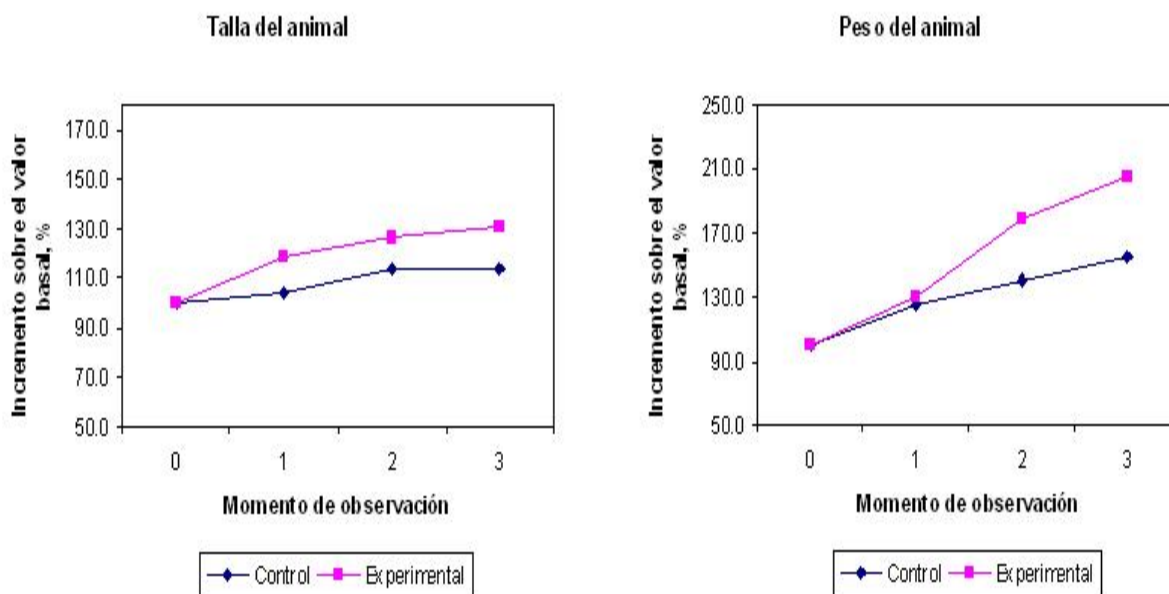 Talla del animal
Incremento sobre el valor
basal, %
170.0
150.0
130.0
110.0
90.0
70.0
50.0
0 1 2 3
Momento de observación
Control Experimental
Peso del animal
Incremento sobre el valor
basal, %
250.0
210.0
170.0
130.0
90.0
50.0
0 1 2 3
Momento de observación
Control Experimental